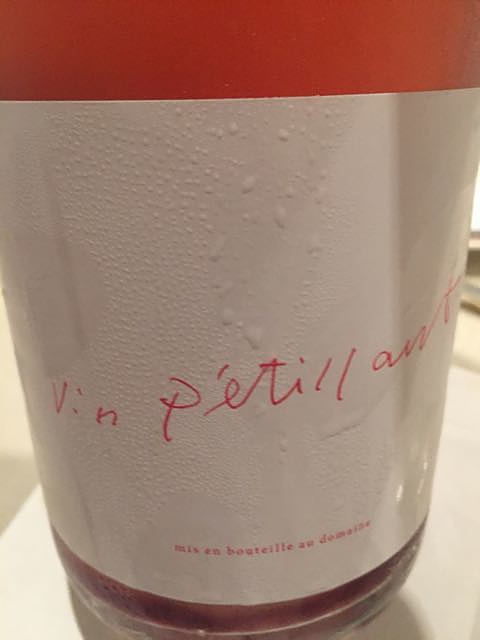 Vin pétillant
mis en bouteille au domaine